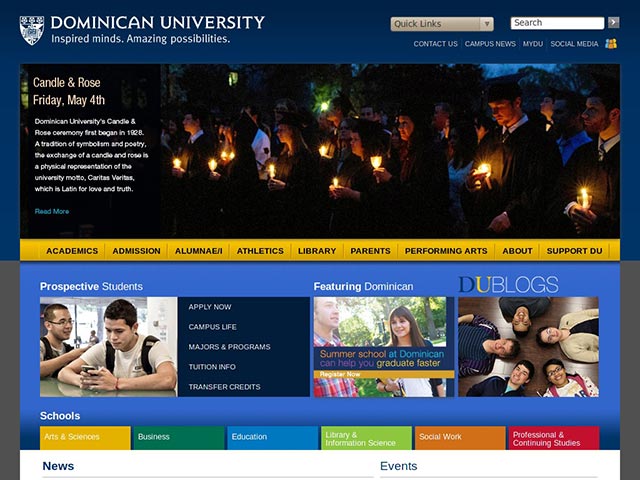 DOMINICAN UNIVERSITY
Inspired minds. Amazing possibilities.
Quick Links
Search
CONTACT US
CAMPUS NEWS
MYDU
SOCIAL MEDIA
Candle & Rose
Friday, May 4th
Dominican University's Candle &
Rose ceremony first began in 1928.
A tradition of symbolism and poetry,
the exchange of a candle and rose is
a physical representation of the
university motto, Caritas Veritas,
which is Latin for love and truth.
Read More
ACADEMICS
ADMISSION
ALUMNAE/I
ATHLETICS
LIBRARY
PARENTS
PERFORMING ARTS
ABOUT
SUPPORT DU
Prospective Students
APPLY NOW
CAMPUS LIFE
MAJORS & PROGRAMS
TUITION INFO
TRANSFER CREDITS
Featuring Dominican
Summer school at Dominican
can help you graduate faster
Register Now
DUBLOGS
Schools
Arts & Sciences
Business
Education
Library &
Information Science
Social Work
Professional &
Continuing Studies
News
Events